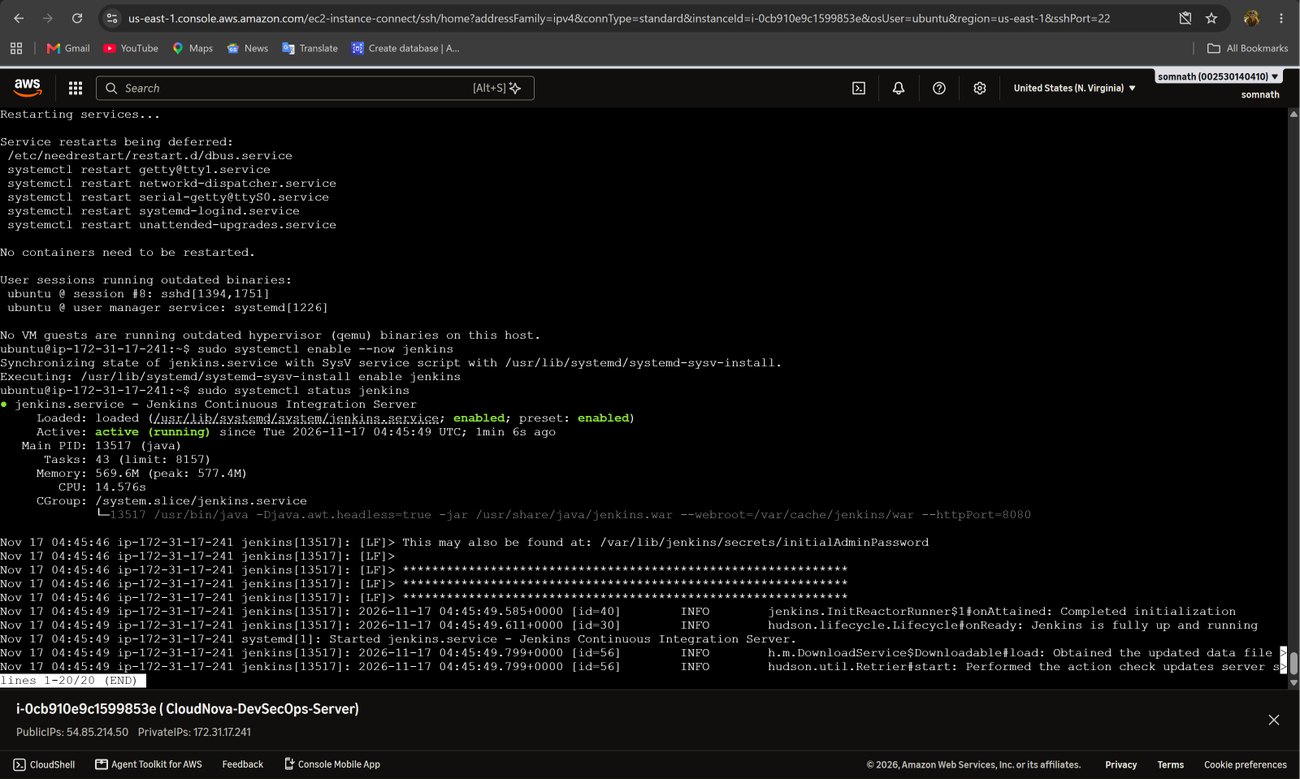 us-east-1.console.aws.amazon.com/ec2-instance-connect/ssh/home?addressFamily=ipv4&connType=standard&instanceId=i-0cb910e9c1599853e&osUser=ubuntu&region=us-east-1&sshPort=22
Gmail YouTube Maps News Translate Create database | A... All Bookmarks
aws Search [Alt+S] United States (N. Virginia) ▼ somnath (002530140410) ▼
somnath
Restarting services...
Service restarts being deferred:
/etc/needrestart/restart.d/dbus.service
systemctl restart getty@tty1.service
systemctl restart networkd-dispatcher.service
systemctl restart serial-getty@ttyS0.service
systemctl restart systemd-logind.service
systemctl restart unattended-upgrades.service
No containers need to be restarted.
User sessions running outdated binaries:
ubuntu @ session #8: sshd[1394,1751]
ubuntu @ user manager service: systemd[1226]
No VM guests are running outdated hypervisor (qemu) binaries on this host.
ubuntu@ip-172-31-17-241:~$ sudo systemctl enable --now jenkins
Synchronizing state of jenkins.service with SysV service script with /usr/lib/systemd/systemd-sysv-install.
Executing: /usr/lib/systemd/systemd-sysv-install enable jenkins
ubuntu@ip-172-31-17-241:~$ sudo systemctl status jenkins
● jenkins.service - Jenkins Continuous Integration Server
Loaded: loaded (/usr/lib/systemd/system/jenkins.service; enabled; preset: enabled)
Active: active (running) since Tue 2026-11-17 04:45:49 UTC; 1min 6s ago
Main PID: 13517 (java)
Tasks: 43 (limit: 8157)
Memory: 569.6M (peak: 577.4M)
CPU: 14.576s
CGroup: /system.slice/jenkins.service
└─13517 /usr/bin/java -Djava.awt.headless=true -jar /usr/share/java/jenkins.war --webroot=/var/cache/jenkins/war --httpPort=8080
Nov 17 04:45:46 ip-172-31-17-241 jenkins[13517]: [LF]> This may also be found at: /var/lib/jenkins/secrets/initialAdminPassword
Nov 17 04:45:46 ip-172-31-17-241 jenkins[13517]: [LF]>
Nov 17 04:45:46 ip-172-31-17-241 jenkins[13517]: [LF]> *************************************************************
Nov 17 04:45:46 ip-172-31-17-241 jenkins[13517]: [LF]> *************************************************************
Nov 17 04:45:46 ip-172-31-17-241 jenkins[13517]: [LF]> *************************************************************
Nov 17 04:45:49 ip-172-31-17-241 jenkins[13517]: 2026-11-17 04:45:49.585+0000 [id=40] INFO jenkins.InitReactorRunner$1#onAttained: Completed initialization
Nov 17 04:45:49 ip-172-31-17-241 jenkins[13517]: 2026-11-17 04:45:49.611+0000 [id=30] INFO hudson.lifecycle.Lifecycle#onReady: Jenkins is fully up and running
Nov 17 04:45:49 ip-172-31-17-241 systemd[1]: Started jenkins.service - Jenkins Continuous Integration Server.
Nov 17 04:45:49 ip-172-31-17-241 jenkins[13517]: 2026-11-17 04:45:49.799+0000 [id=56] INFO h.m.DownloadService$Downloadable#load: Obtained the updated data file >
Nov 17 04:45:49 ip-172-31-17-241 jenkins[13517]: 2026-11-17 04:45:49.799+0000 [id=56] INFO hudson.util.Retrier#start: Performed the action check updates server s>
lines 1-20/20 (END)
i-0cb910e9c1599853e ( CloudNova-DevSecOps-Server)
PublicIPs: 54.85.214.50 PrivateIPs: 172.31.17.241
CloudShell Agent Toolkit for AWS Feedback Console Mobile App © 2026, Amazon Web Services, Inc. or its affiliates. Privacy Terms Cookie preferences